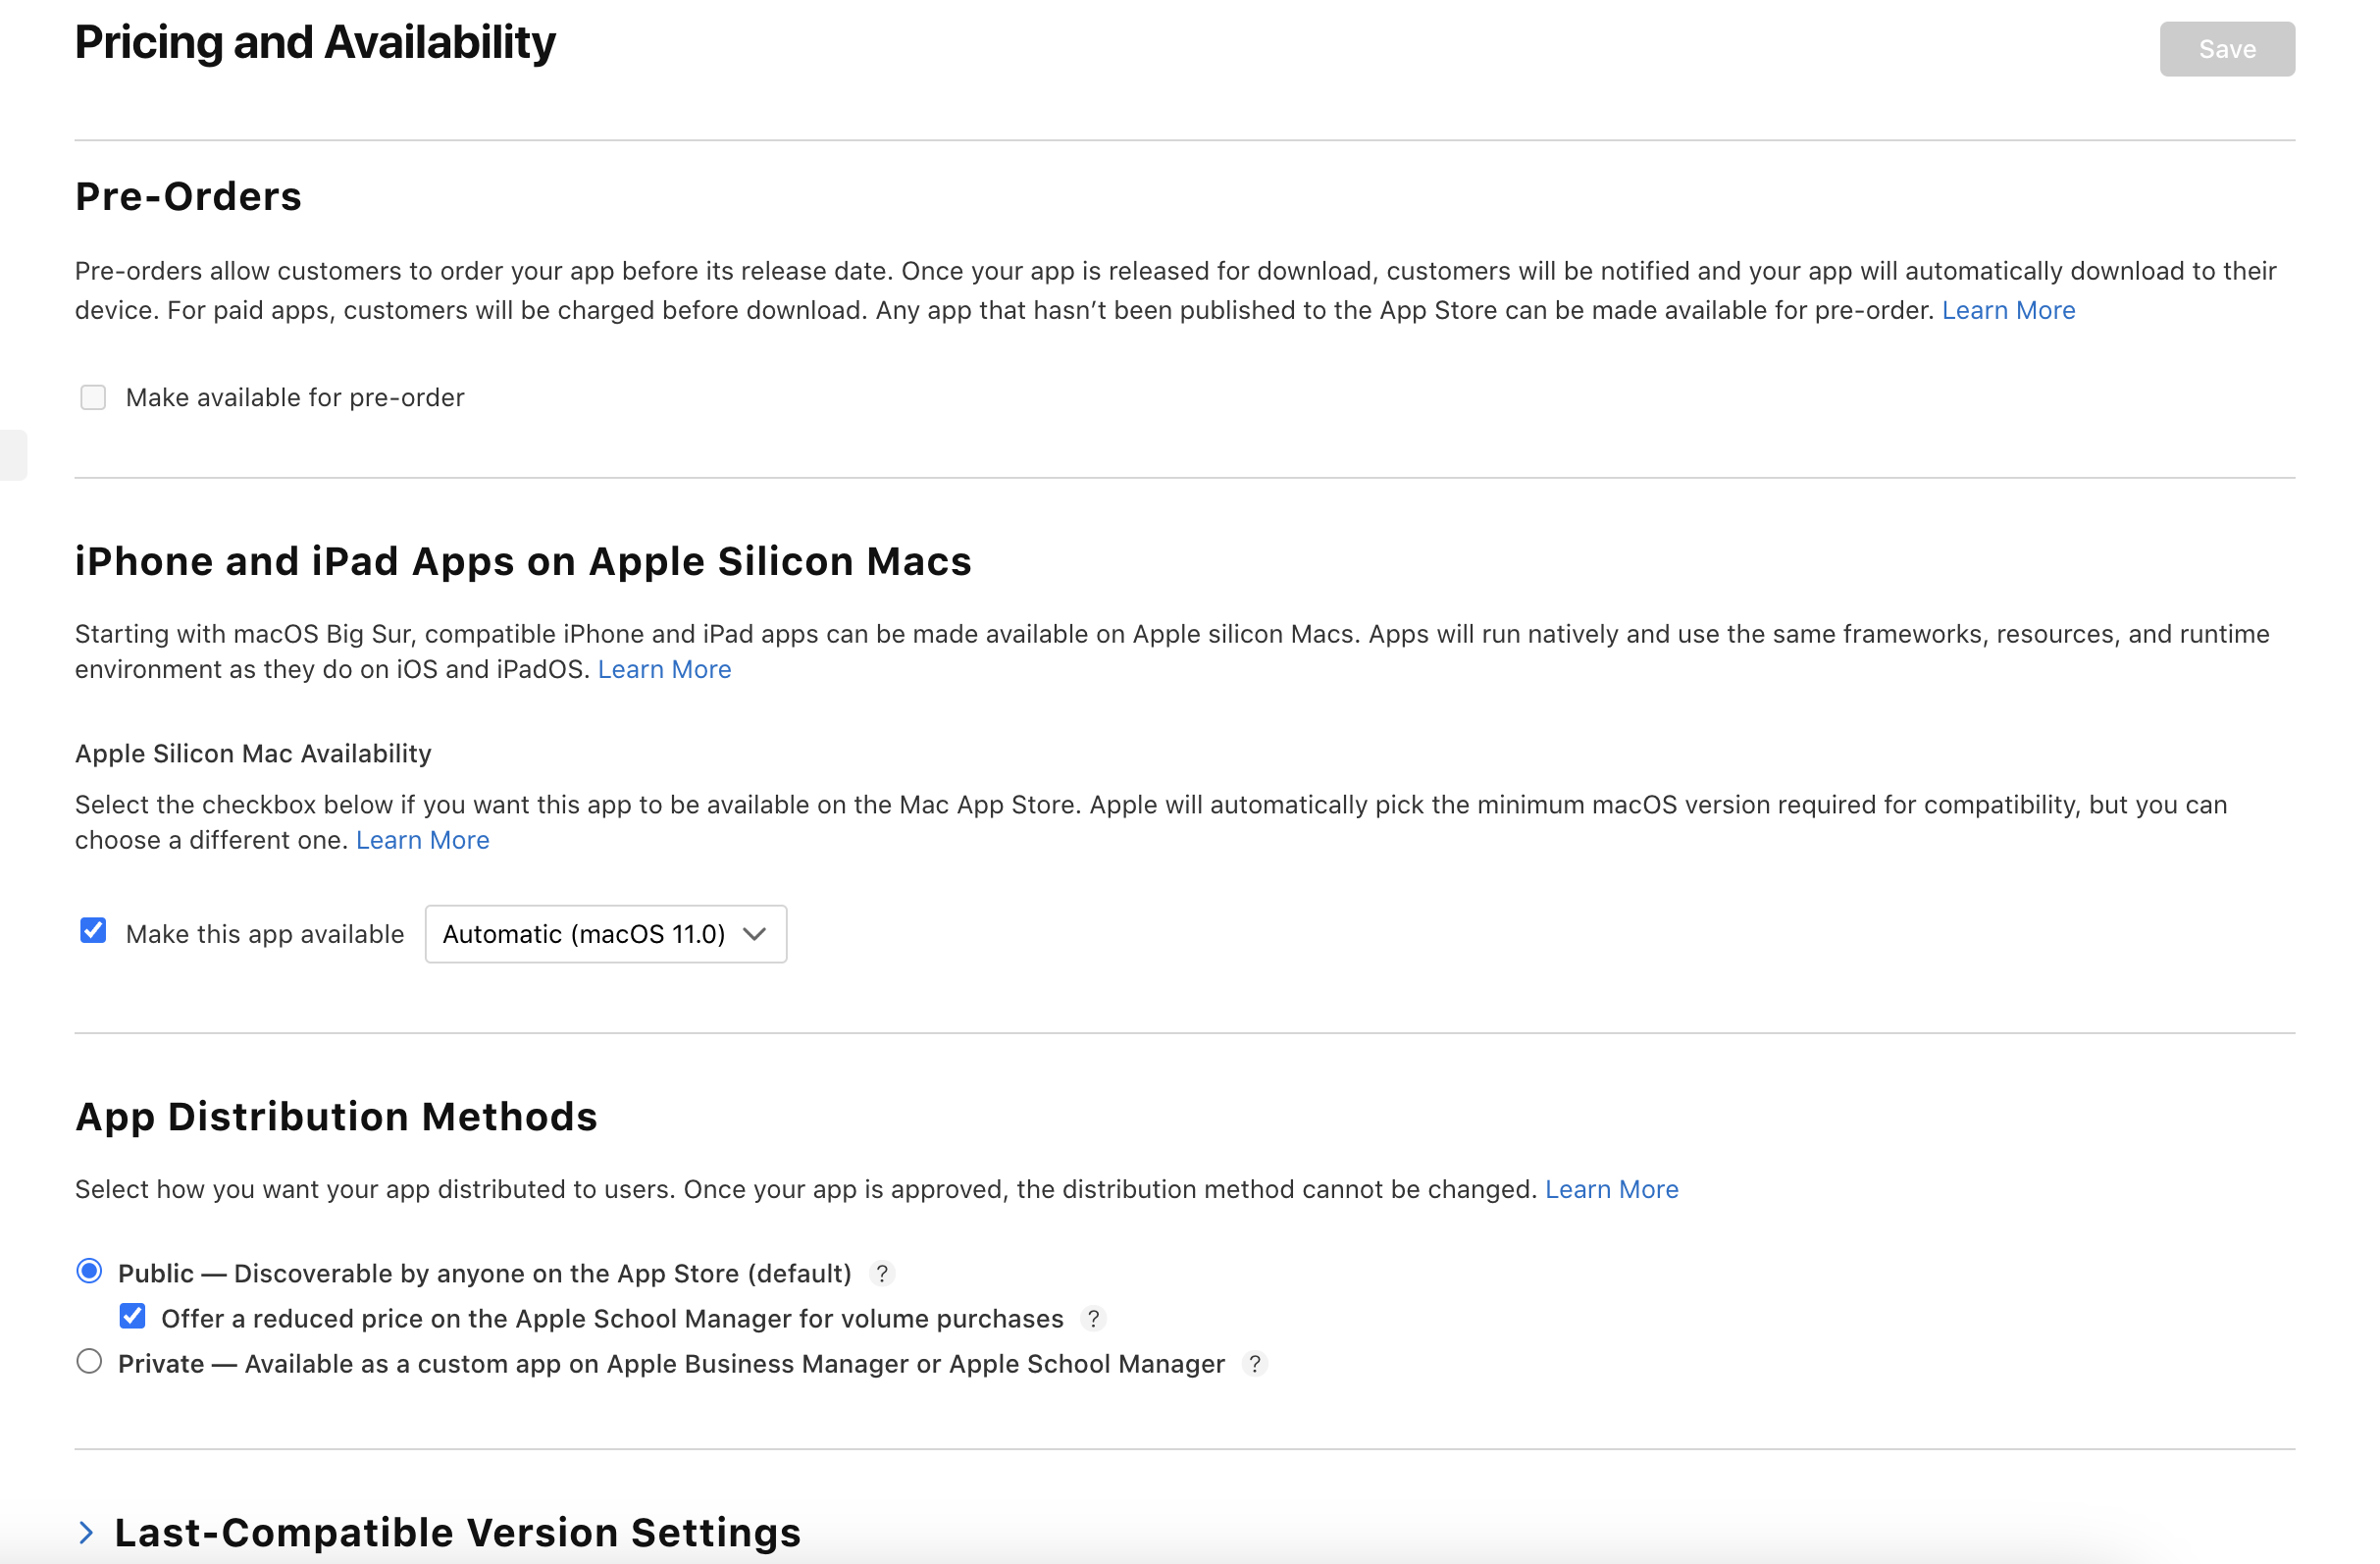 Pricing and Availability
Save
Pre-Orders
Pre-orders allow customers to order your app before its release date. Once your app is released for download, customers will be notified and your app will automatically download to their
device. For paid apps, customers will be charged before download. Any app that hasn’t been published to the App Store can be made available for pre-order. Learn More
Make available for pre-order
iPhone and iPad Apps on Apple Silicon Macs
Starting with macOS Big Sur, compatible iPhone and iPad apps can be made available on Apple silicon Macs. Apps will run natively and use the same frameworks, resources, and runtime
environment as they do on iOS and iPadOS. Learn More
Apple Silicon Mac Availability
Select the checkbox below if you want this app to be available on the Mac App Store. Apple will automatically pick the minimum macOS version required for compatibility, but you can
choose a different one. Learn More
Make this app available Automatic (macOS 11.0)
App Distribution Methods
Select how you want your app distributed to users. Once your app is approved, the distribution method cannot be changed. Learn More
Public — Discoverable by anyone on the App Store (default) ?
Offer a reduced price on the Apple School Manager for volume purchases ?
Private — Available as a custom app on Apple Business Manager or Apple School Manager ?
Last-Compatible Version Settings